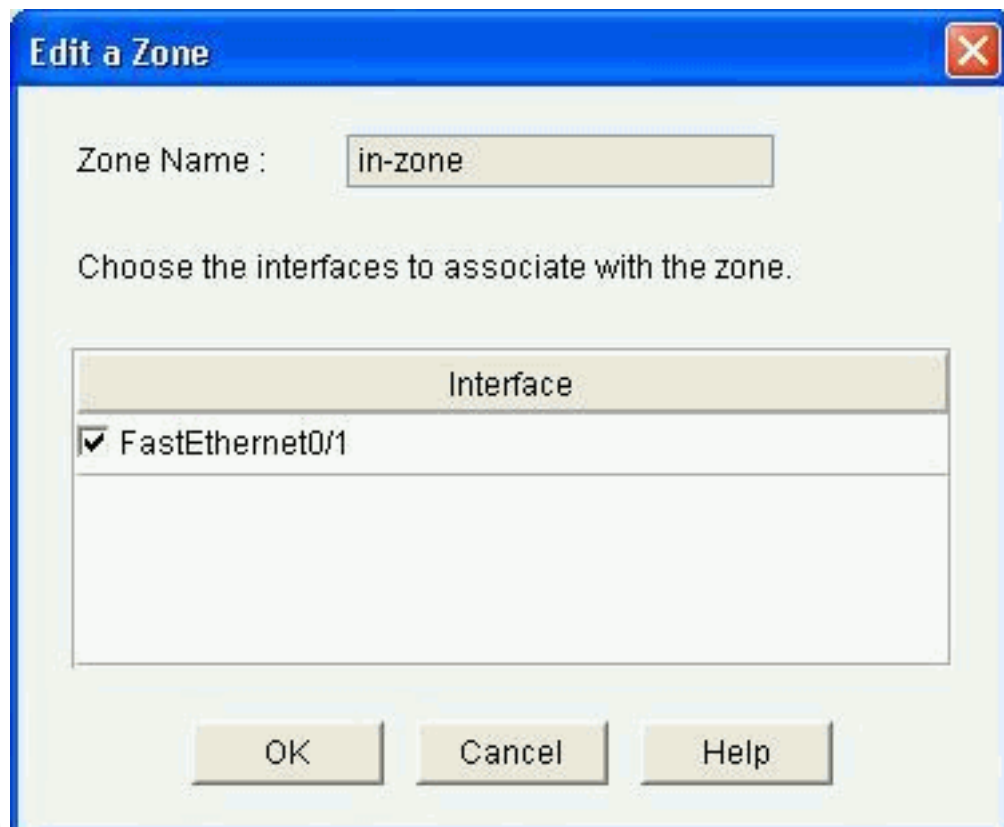 Edit a Zone
Zone Name : in-zone
Choose the interfaces to associate with the zone.
Interface
FastEthernet0/1
OK Cancel Help